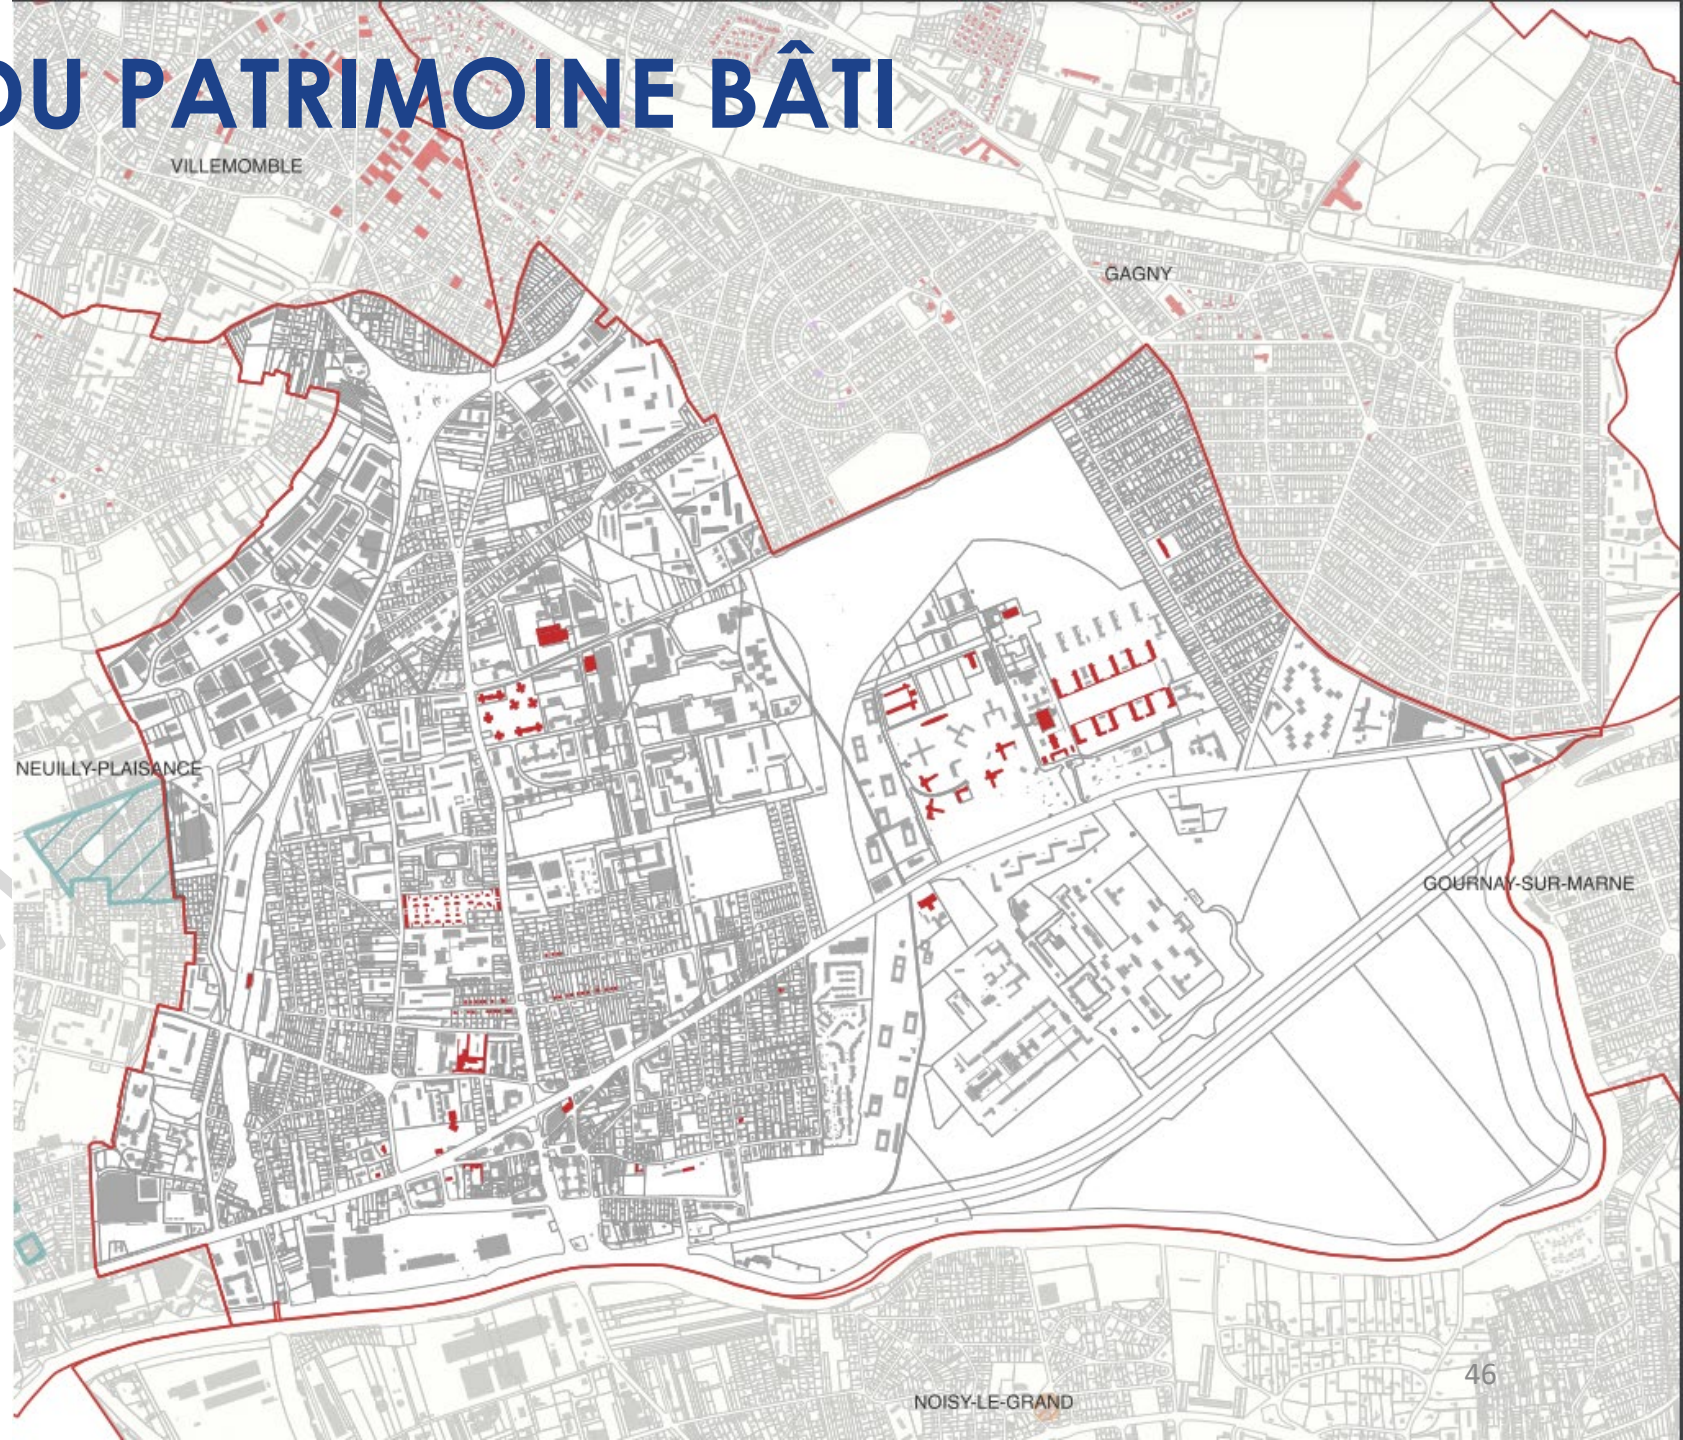 DU PATRIMOINE BÂTI
VILLEMOMBLE
GAGNY
NEUILLY-PLAISANCE
GOURNAY-SUR-MARNE
46
NOISY-LE-GRAND